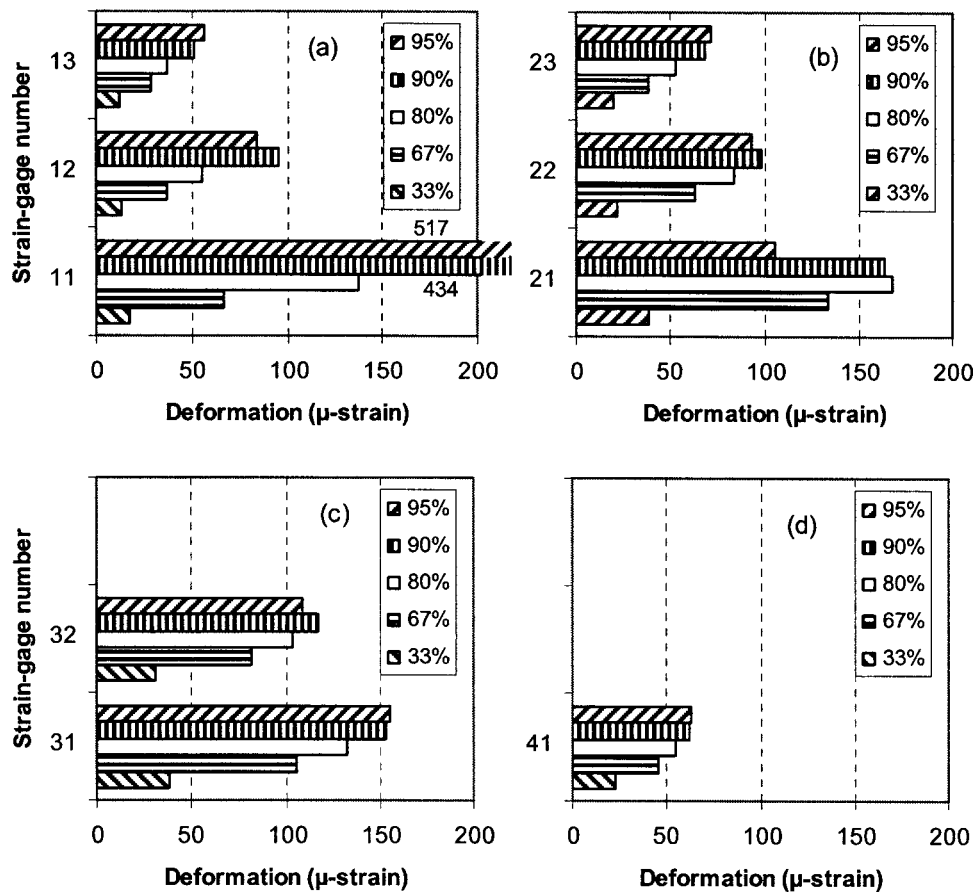 (a)
95%
90%
80%
67%
33%
13
12
11
517
434
0 50 100 150 200
Deformation (µ-strain)
Strain-gage number
(b)
95%
90%
80%
67%
33%
23
22
21
0 50 100 150 200
Deformation (µ-strain)
(c)
95%
90%
80%
67%
33%
32
31
0 50 100 150 200
Deformation (µ-strain)
Strain-gage number
(d)
95%
90%
80%
67%
33%
41
0 50 100 150 200
Deformation (µ-strain)